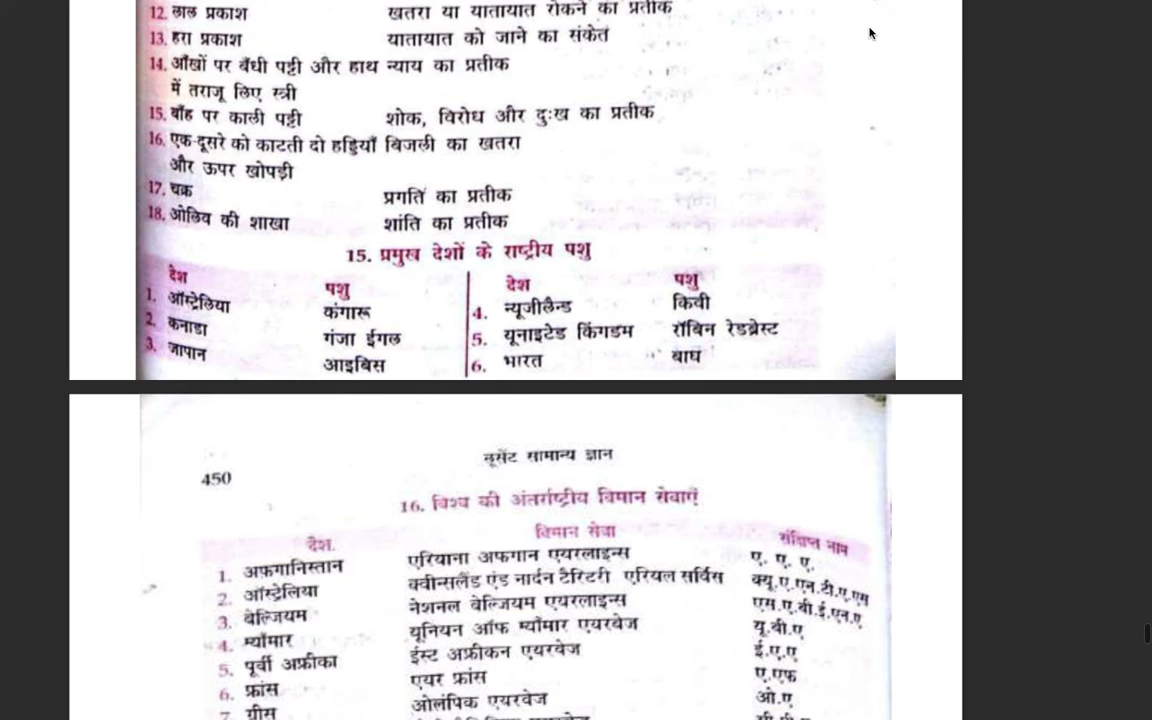 12. लाल प्रकाश खतरा या यातायात रोकने का प्रतीक
13. हरा प्रकाश यातायात को जाने का संकेत
14. आँखों पर बँधी पट्टी और हाथ न्याय का प्रतीक
में तराजू लिए स्त्री
15. बाँह पर काली पट्टी शोक, विरोध और दुःख का प्रतीक
16. एक-दूसरे को काटती दो हड्डियाँ बिजली का खतरा
और ऊपर खोपड़ी
17. चक्र प्रगति का प्रतीक
18. ओलिव की शाखा शांति का प्रतीक
15. प्रमुख देशों के राष्ट्रीय पशु
देश पशु देश पशु
1. ऑस्ट्रेलिया कंगारू 4. न्यूजीलैन्ड किवी
2. कनाडा गंजा ईगल 5. यूनाइटेड किंगडम रॉबिन रेडब्रेस्ट
3. जापान आइबिस 6. भारत बाघ
450 लूसेंट सामान्य ज्ञान
16. विश्व की अंतर्राष्ट्रीय विमान सेवाएँ
देश विमान सेवा संक्षिप्त नाम
1. अफगानिस्तान एरियाना अफगान एयरलाइन्स ए. ए. ए.
2. ऑस्ट्रेलिया क्वीन्सलैंड एंड नार्दन टैरिटरी एरियल सर्विस क्यू.ए.एन.टी.ए.एस
3. बेल्जियम नेशनल बेल्जियम एयरलाइन्स एस.ए.बी.ई.एन.ए
4. म्याँमार यूनियन ऑफ म्याँमार एयरवेज यू.बी.ए
5. पूर्वी अफ्रीका ईस्ट अफ्रीकन एयरवेज ई.ए.ए
6. फ्रांस एयर फ्रांस ए.एफ
7. ग्रीस ओलंपिक एयरवेज ओ.ए